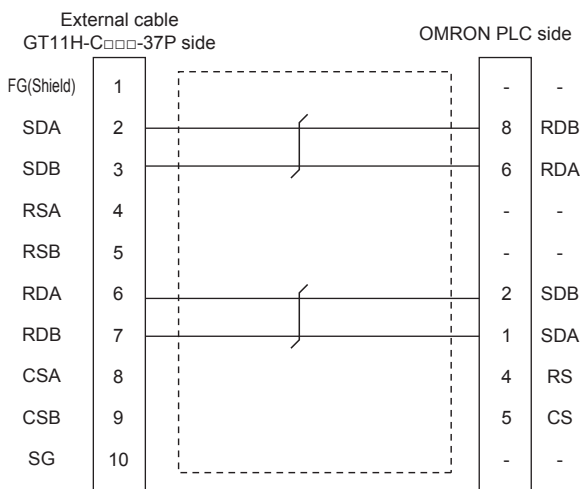 External cable
GT11H-C□□□-37P side
OMRON PLC side
FG(Shield) 1 - -
SDA 2 8 RDB
SDB 3 6 RDA
RSA 4 - -
RSB 5 - -
RDA 6 2 SDB
RDB 7 1 SDA
CSA 8 4 RS
CSB 9 5 CS
SG 10 - -